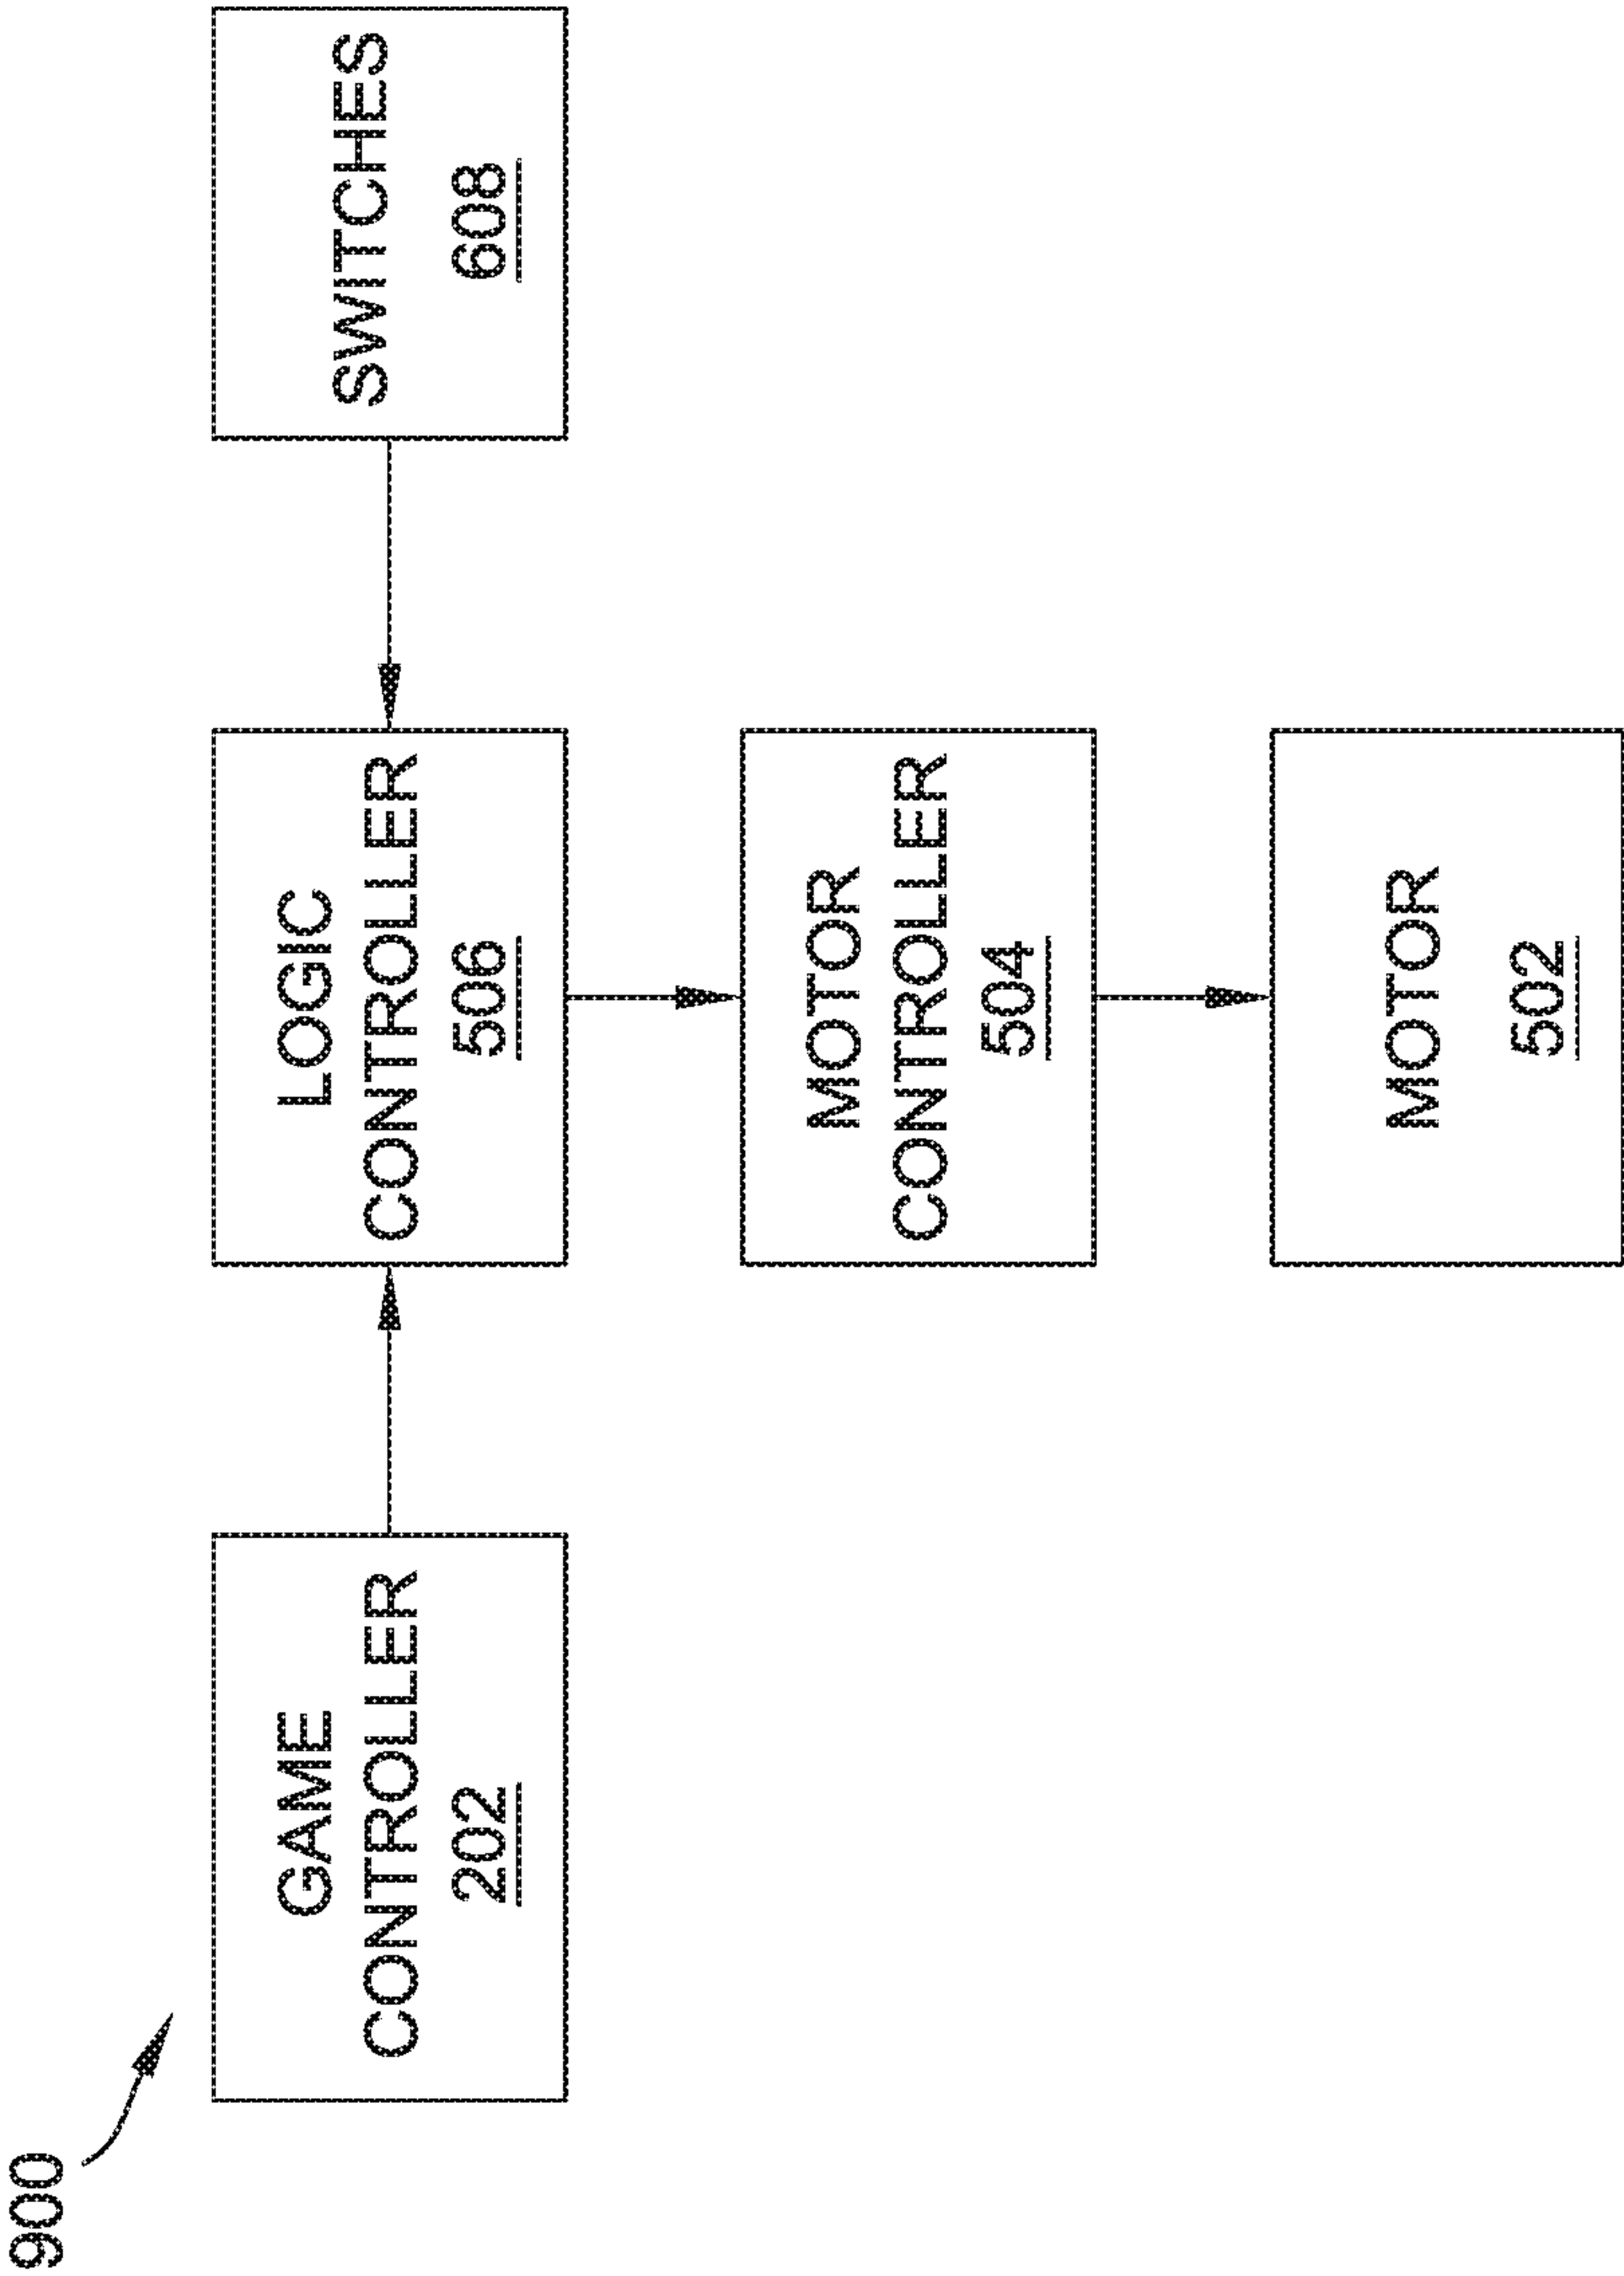 900
GAME
CONTROLLER
202
LOGIC
CONTROLLER
506
SWITCHES
608
MOTOR
CONTROLLER
504
MOTOR
502